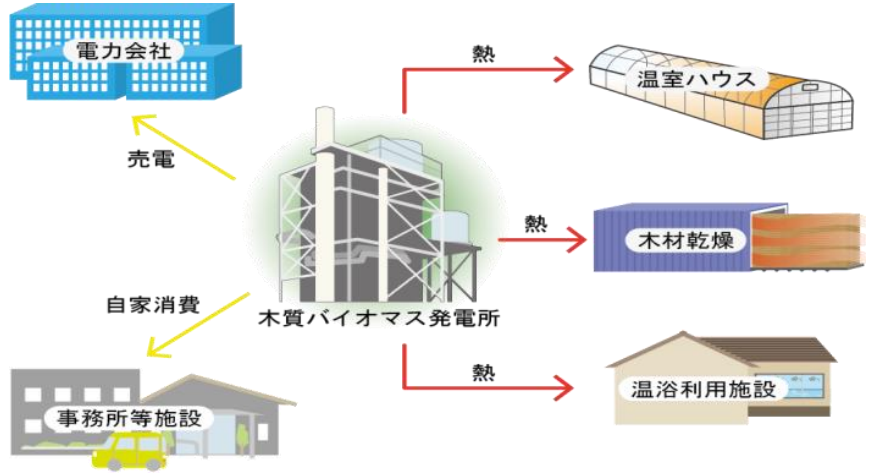 電力会社
熱
温室ハウス
売電
熱
木材乾燥
自家消費
木質バイオマス発電所
熱
温浴利用施設
事務所等施設